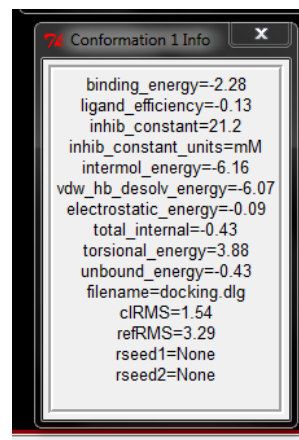 Conformation 1 Info
x
binding_energy=-2.28
ligand_efficiency=-0.13
inhib_constant=21.2
inhib_constant_units=mM
intermol_energy=-6.16
vdw_hb_desolv_energy=-6.07
electrostatic_energy=-0.09
total_internal=-0.43
torsional_energy=3.88
unbound_energy=-0.43
filename=docking.dlg
clRMS=1.54
refRMS=3.29
rseed1=None
rseed2=None